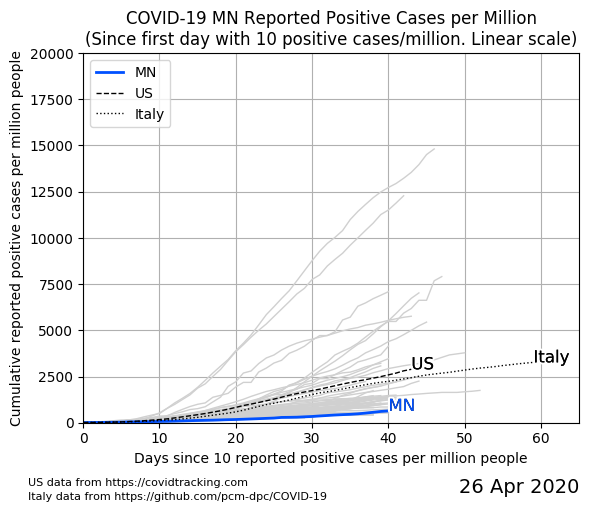 COVID-19 MN Reported Positive Cases per Million
(Since first day with 10 positive cases/million. Linear scale)
Cumulative reported positive cases per million people
20000
17500
15000
12500
10000
7500
5000
2500
0
MN
US
Italy
US
Italy
MN
0 10 20 30 40 50 60
Days since 10 reported positive cases per million people
US data from https://covidtracking.com
Italy data from https://github.com/pcm-dpc/COVID-19
26 Apr 2020